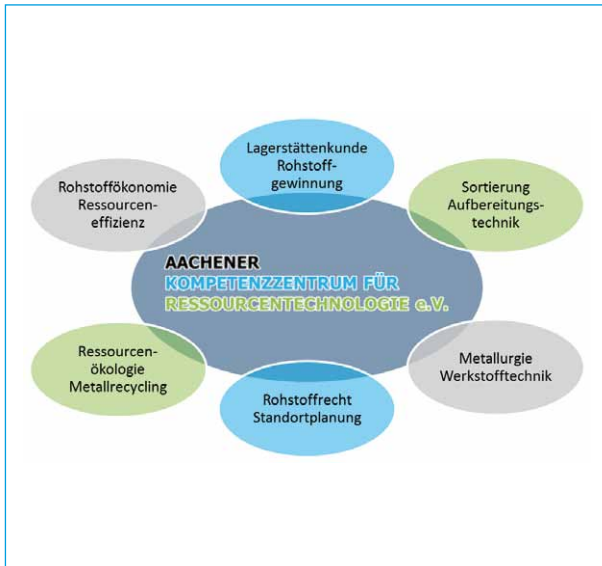 Lagerstättenkunde
Rohstoff-
gewinnung
Rohstoffökonomie
Ressourcen-
effizienz
Sortierung
Aufbereitungs-
technik
AACHENER
KOMPETENZZENTRUM FÜR
RESSOURCENTECHNOLOGIE e.V.
Ressourcen-
ökologie
Metallrecycling
Metallurgie
Werkstofftechnik
Rohstoffrecht
Standortplanung